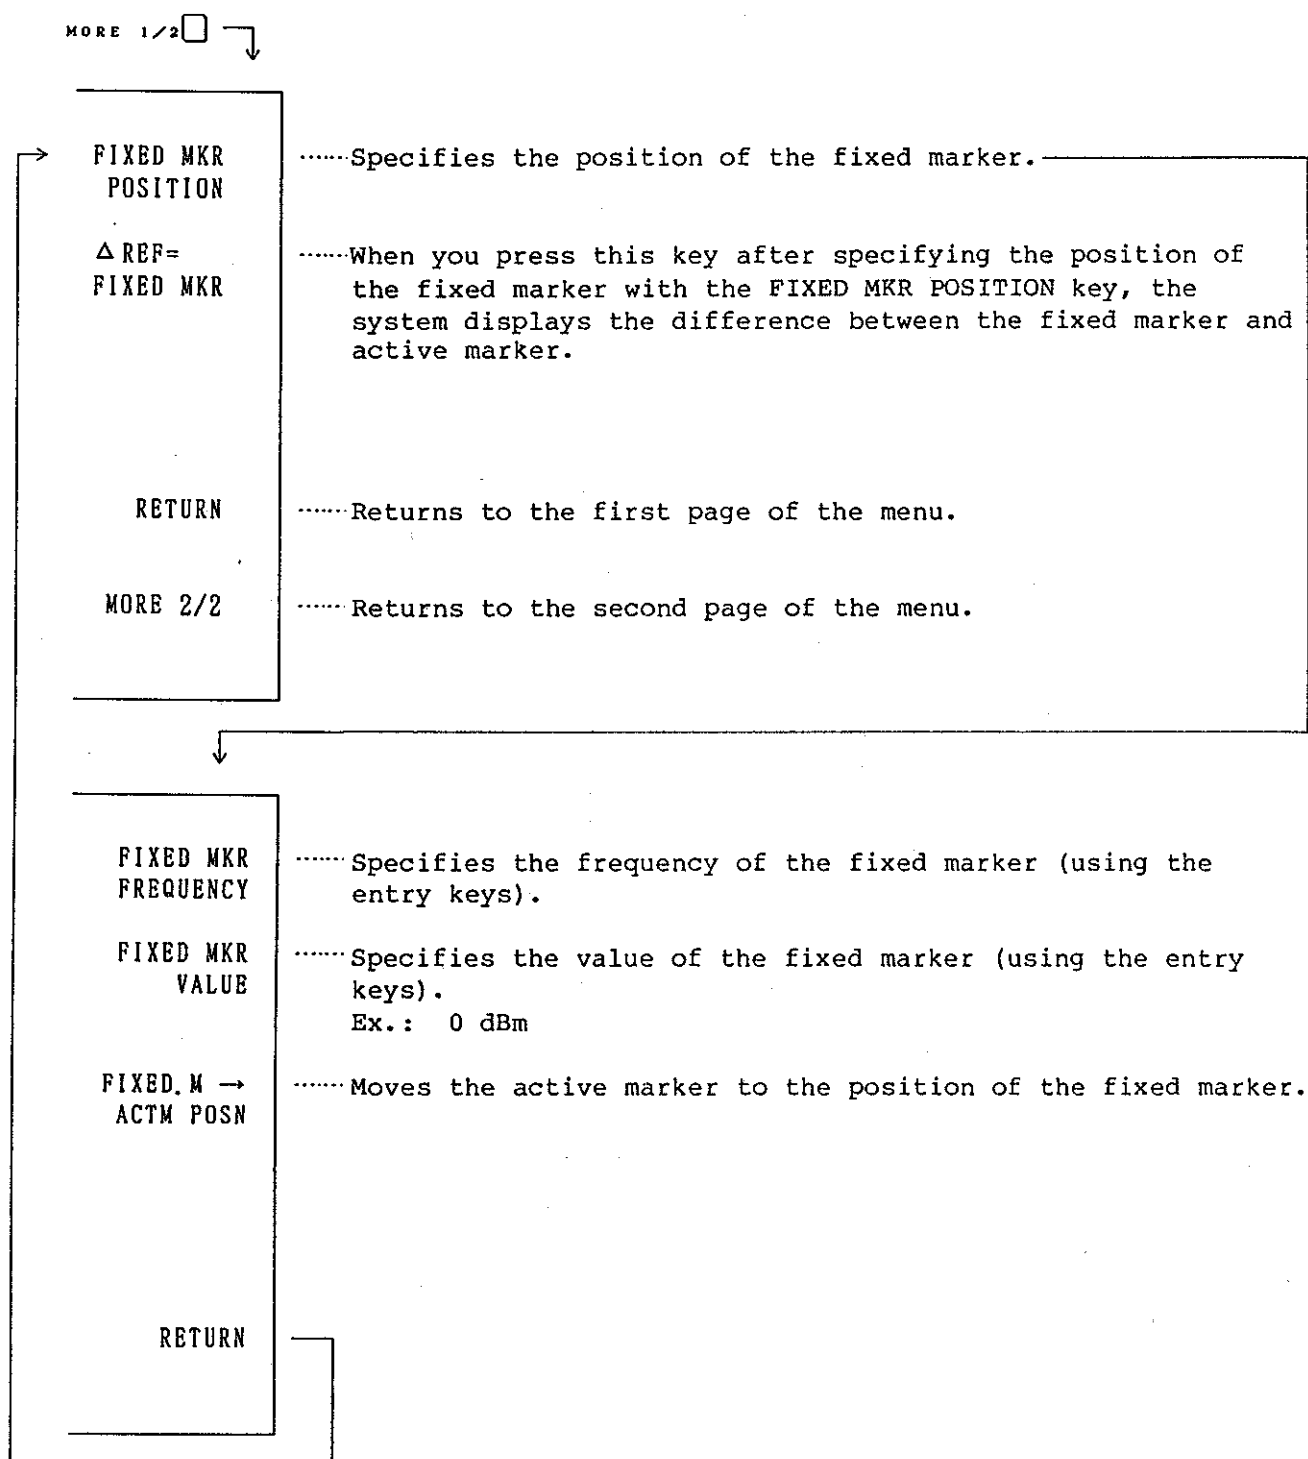 MORE 1/2
FIXED MKR ······· Specifies the position of the fixed marker.
POSITION
△ REF= ······· When you press this key after specifying the position of
FIXED MKR the fixed marker with the FIXED MKR POSITION key, the
system displays the difference between the fixed marker and
active marker.
RETURN ······· Returns to the first page of the menu.
MORE 2/2 ······· Returns to the second page of the menu.
FIXED MKR ······· Specifies the frequency of the fixed marker (using the
FREQUENCY entry keys).
FIXED MKR ······· Specifies the value of the fixed marker (using the entry
VALUE keys).
Ex.: 0 dBm
FIXED.M → ······· Moves the active marker to the position of the fixed marker.
ACTM POSN
RETURN